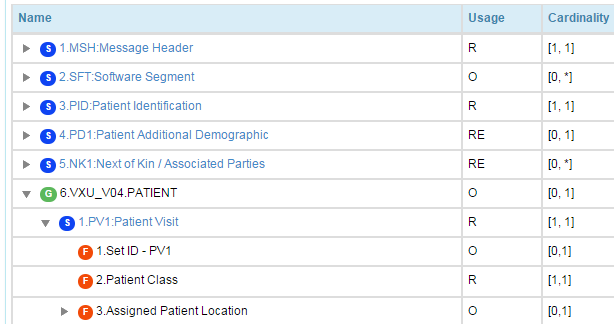 Name Usage Cardinality
S 1.MSH:Message Header R [1, 1]
S 2.SFT:Software Segment O [0, *]
S 3.PID:Patient Identification R [1, 1]
S 4.PD1:Patient Additional Demographic RE [0, 1]
S 5.NK1:Next of Kin / Associated Parties RE [0, *]
G 6.VXU_V04.PATIENT O [0, 1]
S 1.PV1:Patient Visit R [1, 1]
F 1.Set ID - PV1 O [0,1]
F 2.Patient Class R [1,1]
F 3.Assigned Patient Location O [0,1]